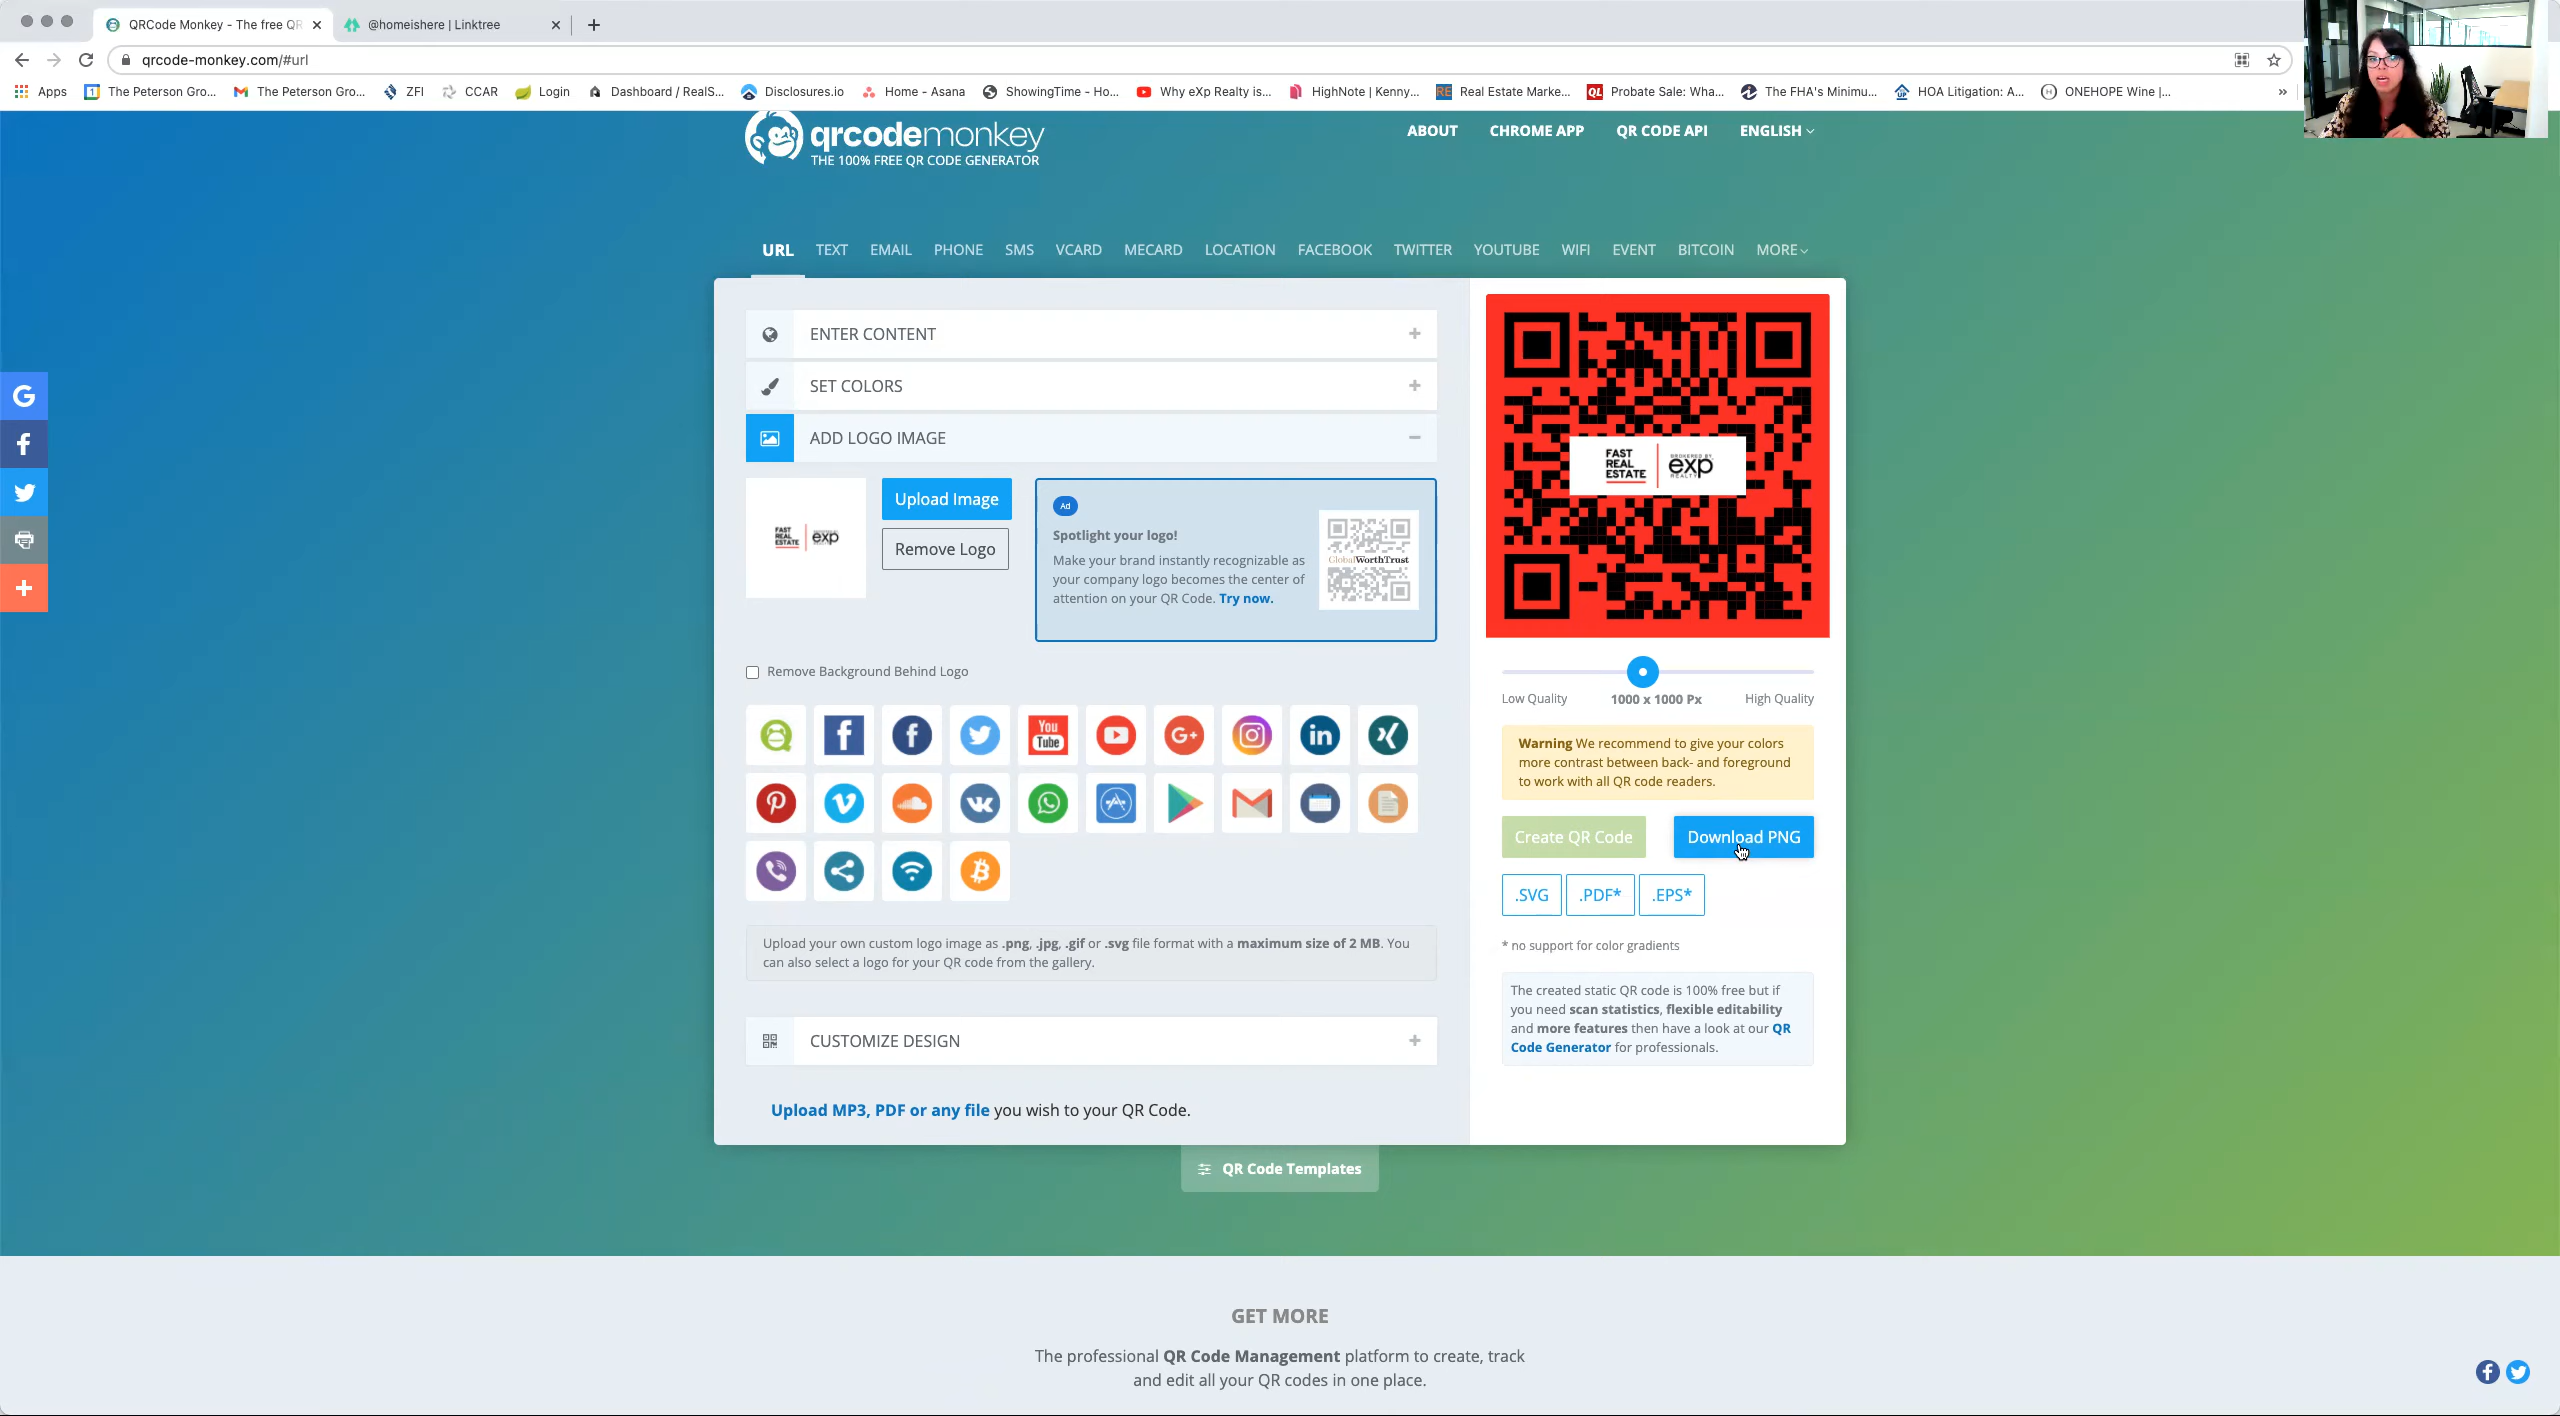 QRCode Monkey - The free QR
@homeishere | Linktree
qrcode-monkey.com/#url
Apps
The Peterson Gro...
The Peterson Gro...
ZFI
CCAR
Login
Dashboard / RealS...
Disclosures.io
Home - Asana
ShowingTime - Ho...
Why eXp Realty is...
HighNote | Kenny...
RE
Real Estate Marke...
QL
Probate Sale: Wha...
The FHA's Minimu...
HOA Litigation: A...
ONEHOPE Wine |...
»
qrcodemonkey
THE 100% FREE QR CODE GENERATOR
ABOUT
CHROME APP
QR CODE API
ENGLISH
URL
TEXT
EMAIL
PHONE
SMS
VCARD
MECARD
LOCATION
FACEBOOK
TWITTER
YOUTUBE
WIFI
EVENT
BITCOIN
MORE
ENTER CONTENT
SET COLORS
ADD LOGO IMAGE
FAST REAL ESTATE
exp
Upload Image
Remove Logo
Ad
Spotlight your logo!
Make your brand instantly recognizable as
your company logo becomes the center of
attention on your QR Code. Try now.
GlobalWorthTrust
Remove Background Behind Logo
You
Tube
G+
in
Upload your own custom logo image as .png, .jpg, .gif or .svg file format with a maximum size of 2 MB. You
can also select a logo for your QR code from the gallery.
CUSTOMIZE DESIGN
Upload MP3, PDF or any file you wish to your QR Code.
FAST
REAL
ESTATE
BROKERED BY
exp
REALTY
Low Quality
1000 x 1000 Px
High Quality
Warning We recommend to give your colors
more contrast between back- and foreground
to work with all QR code readers.
Create QR Code
Download PNG
.SVG
.PDF*
.EPS*
* no support for color gradients
The created static QR code is 100% free but if
you need scan statistics, flexible editability
and more features then have a look at our QR
Code Generator for professionals.
QR Code Templates
GET MORE
The professional QR Code Management platform to create, track
and edit all your QR codes in one place.